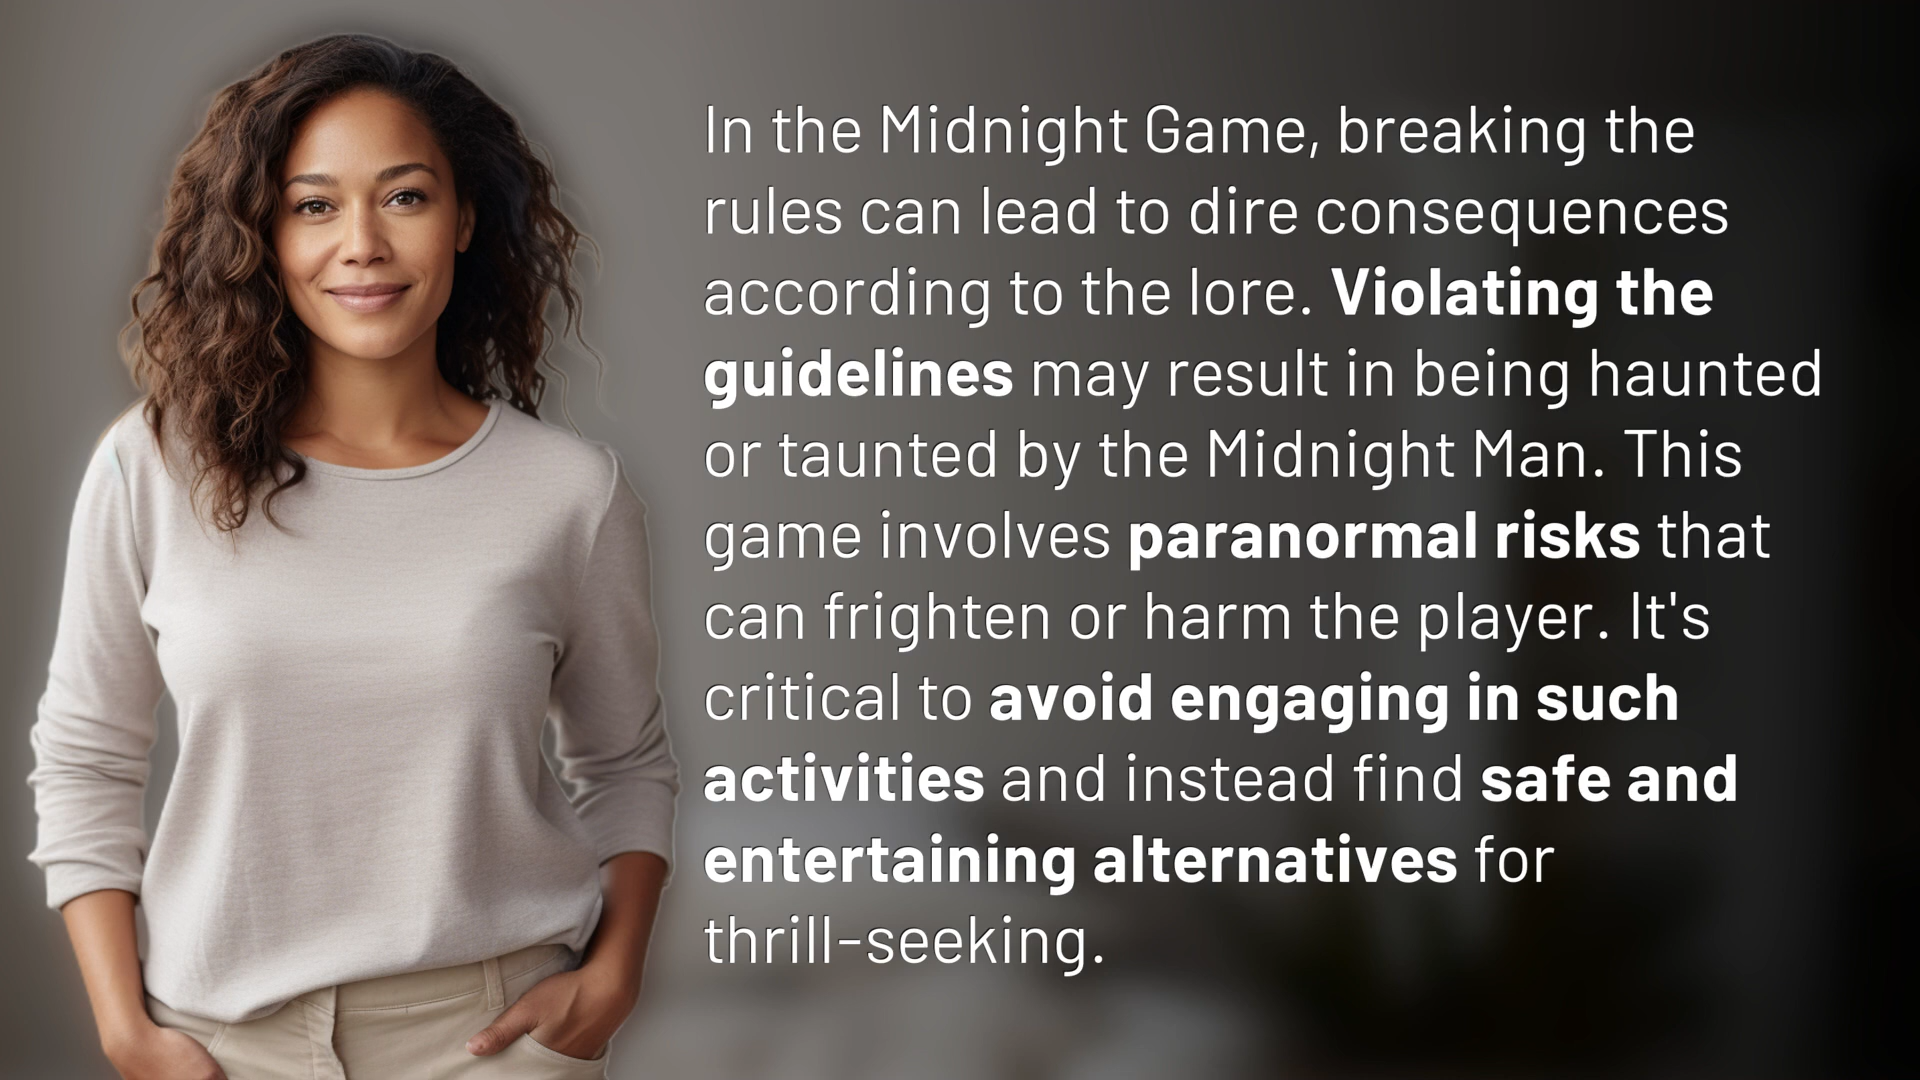 In the Midnight Game, breaking the
rules can lead to dire consequences
according to the lore. Violating the
guidelines may result in being haunted
or taunted by the Midnight Man. This
game involves paranormal risks that
can frighten or harm the player. It's
critical to avoid engaging in such
activities and instead find safe and
entertaining alternatives for
thrill-seeking.